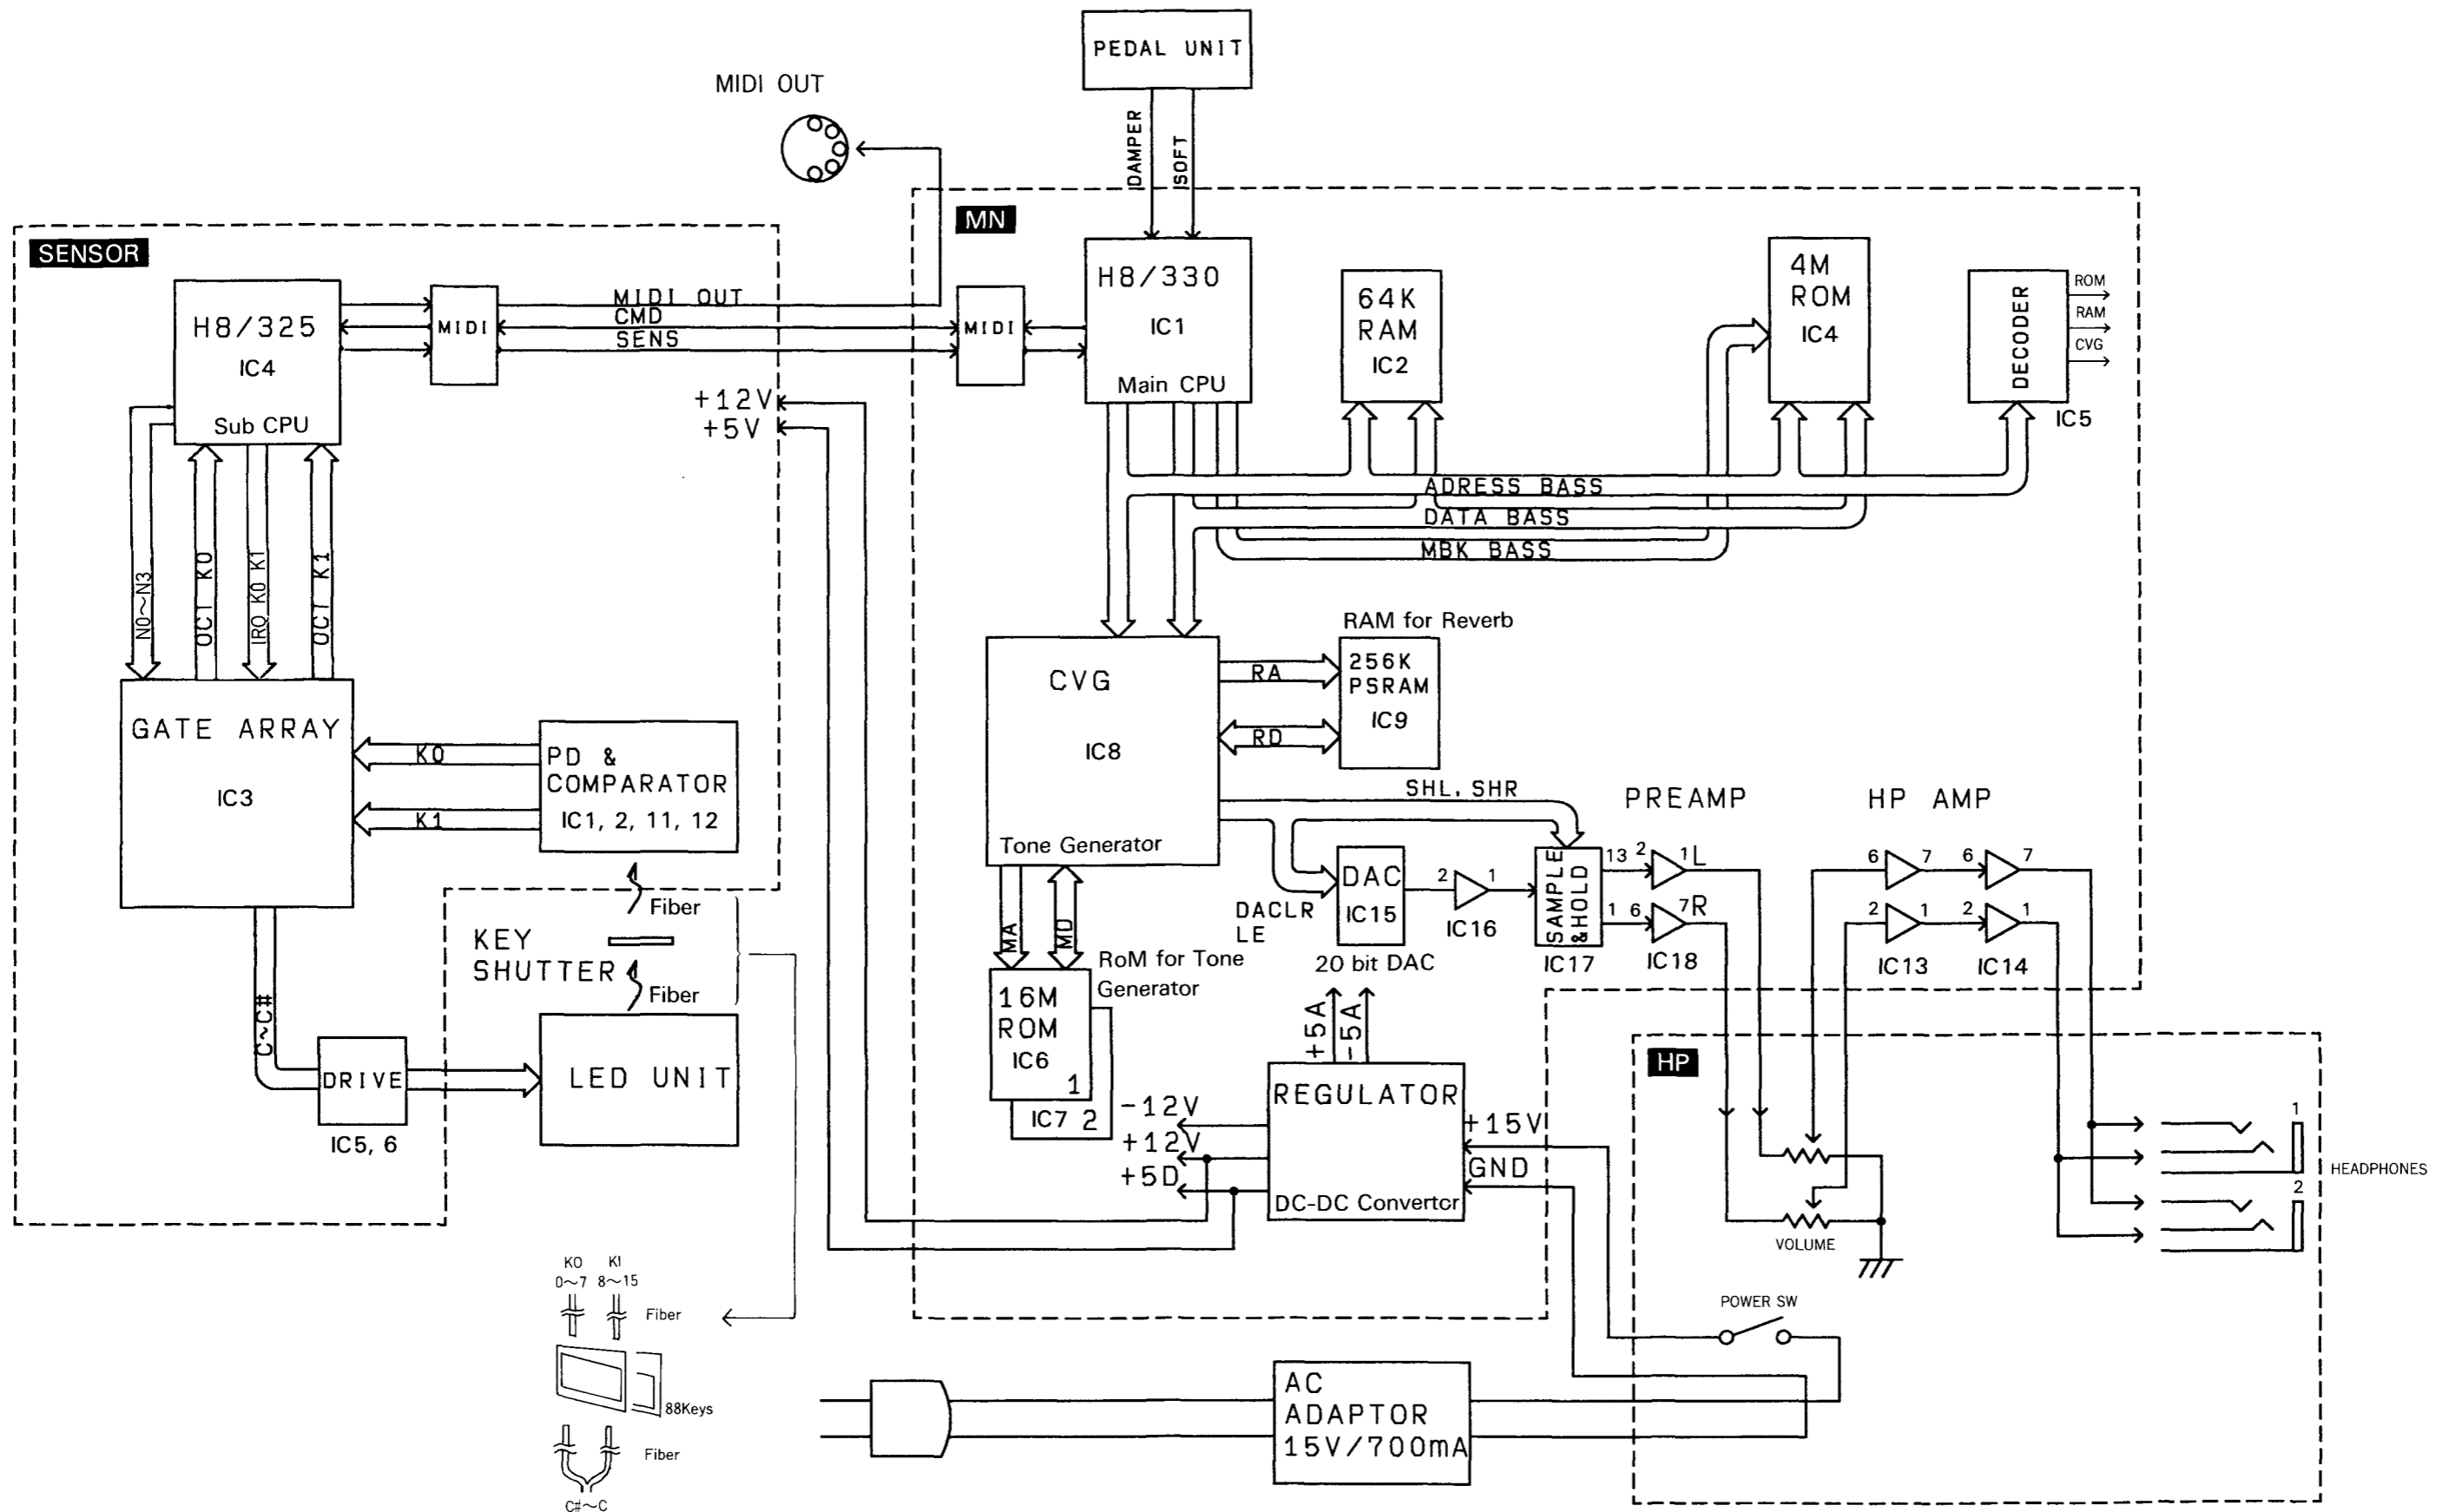 PEDAL UNIT
MIDI OUT
DAMPER
SOFT
SENSOR
MN
H8/325
IC4
Sub CPU
MIDI
MIDI OUT
CMD
SENS
MIDI
H8/330
IC1
Main CPU
64K
RAM
IC2
4M
ROM
IC4
DECODER
IC5
ROM
RAM
CVG
+12V
+5V
ADRESS BASS
DATA BASS
MBK BASS
N0~N3
OCT K0
IRQ K0 K1
OCT K1
GATE ARRAY
IC3
K0
K1
PD &
COMPARATOR
IC1, 2, 11, 12
CVG
IC8
Tone Generator
RA
RD
RAM for Reverb
256K
PSRAM
IC9
SHL, SHR
PREAMP
HP AMP
DACLR
LE
DAC
IC15
20 bit DAC
2
1
IC16
SAMPLE
&HOLD
IC17
13
2
1
L
1
6
7
R
IC18
6
7
6
7
2
1
2
1
IC13
IC14
Fiber
KEY
SHUTTER
Fiber
MA
MD
RoM for Tone
Generator
16M
ROM
IC6
1
IC7 2
C~C#
DRIVE
IC5, 6
LED UNIT
+5A
-5A
REGULATOR
DC-DC Convertor
-12V
+12V
+5D
+15V
GND
HP
1
2
HEADPHONES
VOLUME
POWER SW
K0
0~7
K1
8~15
Fiber
88Keys
Fiber
C#~C
AC
ADAPTOR
15V/700mA